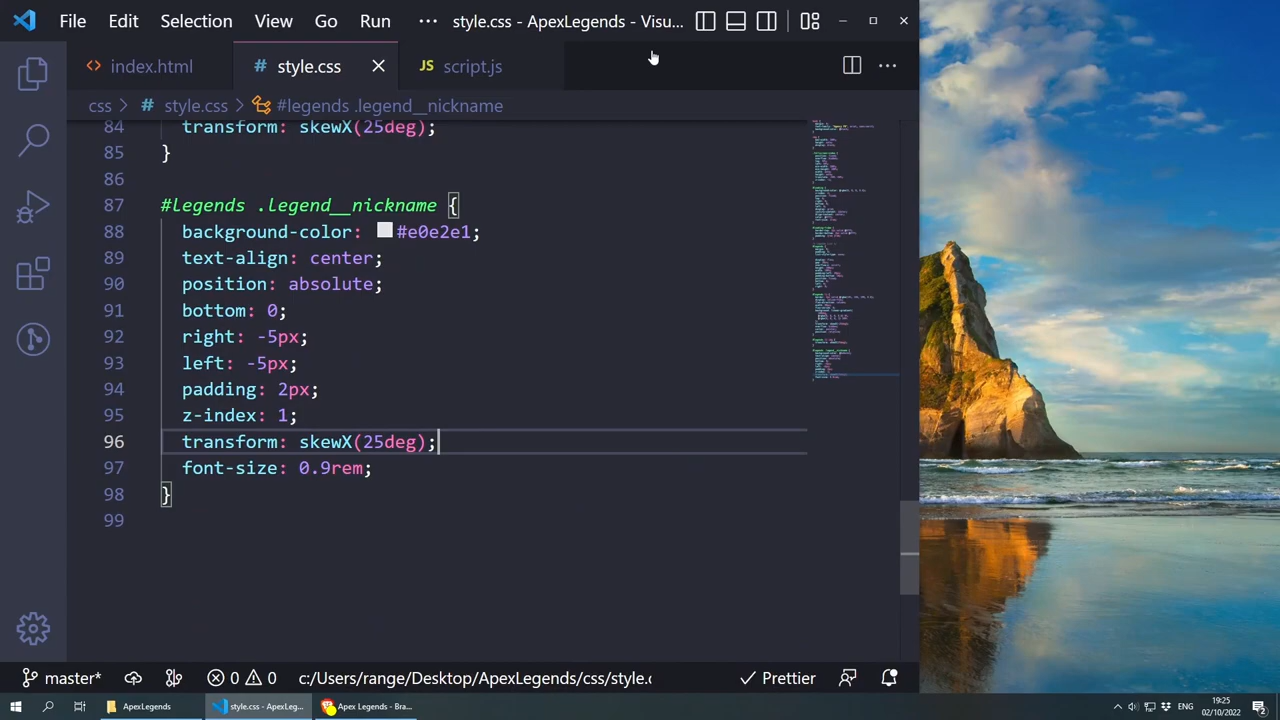 File Edit Selection View Go Run ··· style.css - ApexLegends - Visu...
<> index.html # style.css JS script.js
css > # style.css > #legends .legend__nickname
84 transform: skewX(25deg);
85 }
86
87 #legends .legend__nickname {
88 background-color: #e0e2e1;
89 text-align: center;
90 position: absolute;
91 bottom: 0;
92 right: -5px;
93 left: -5px;
94 padding: 2px;
95 z-index: 1;
96 transform: skewX(25deg);
97 font-size: 0.9rem;
98 }
99
master* 0 0 c:/Users/range/Desktop/ApexLegends/css/style.c Prettier
ApexLegends style.css - ApexLeg... Apex Legends - Bra... ENG 19:25
02/10/2022 2